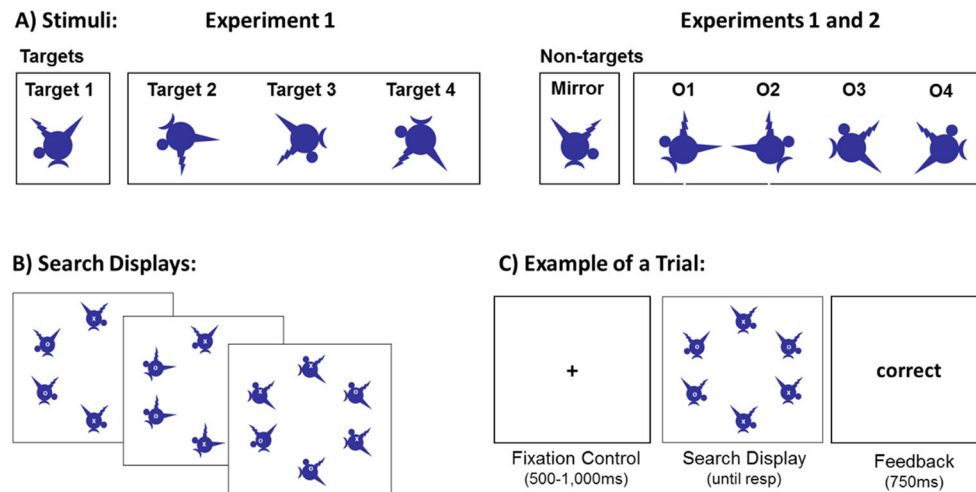 A) Stimuli: Experiment 1 Experiments 1 and 2
Targets Non-targets
Target 1 Target 2 Target 3 Target 4 Mirror O1 O2 O3 O4
B) Search Displays: C) Example of a Trial:
+ correct
Fixation Control Search Display Feedback
(500-1,000ms) (until resp) (750ms)